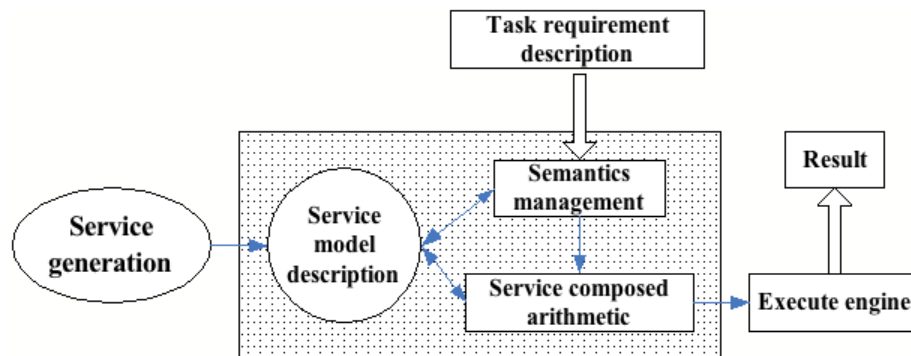 Task requirement
description
Result
Semantics
management
Service
model
description
Service
generation
Service composed
arithmetic
Execute engine